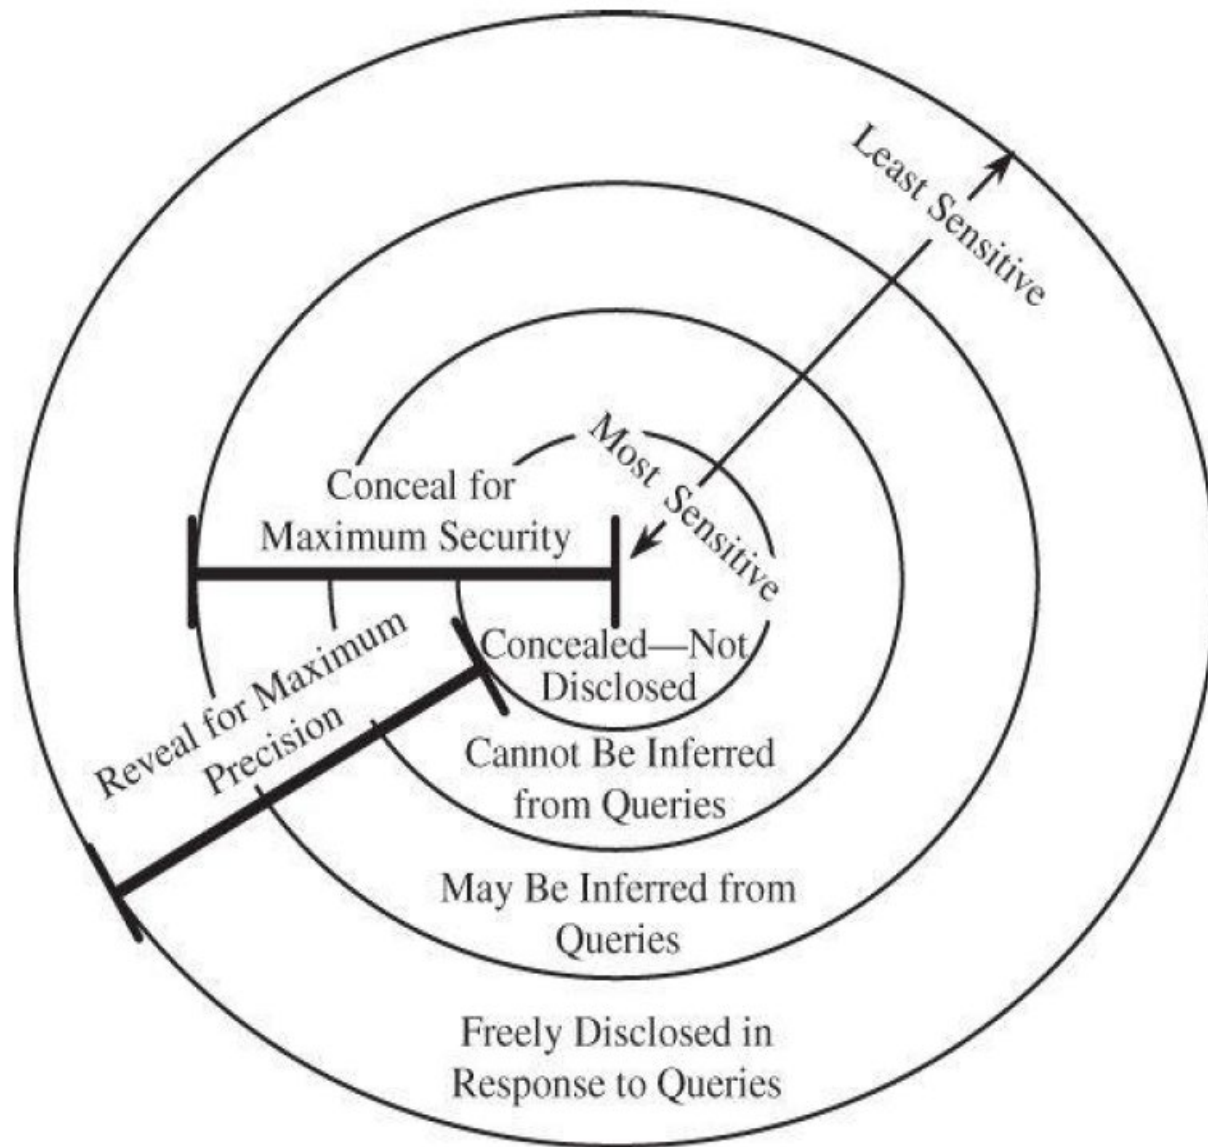 Least Sensitive
Most Sensitive
Conceal for
Maximum Security
Reveal for Maximum
Precision
Concealed—Not
Disclosed
Cannot Be Inferred
from Queries
May Be Inferred from
Queries
Freely Disclosed in
Response to Queries